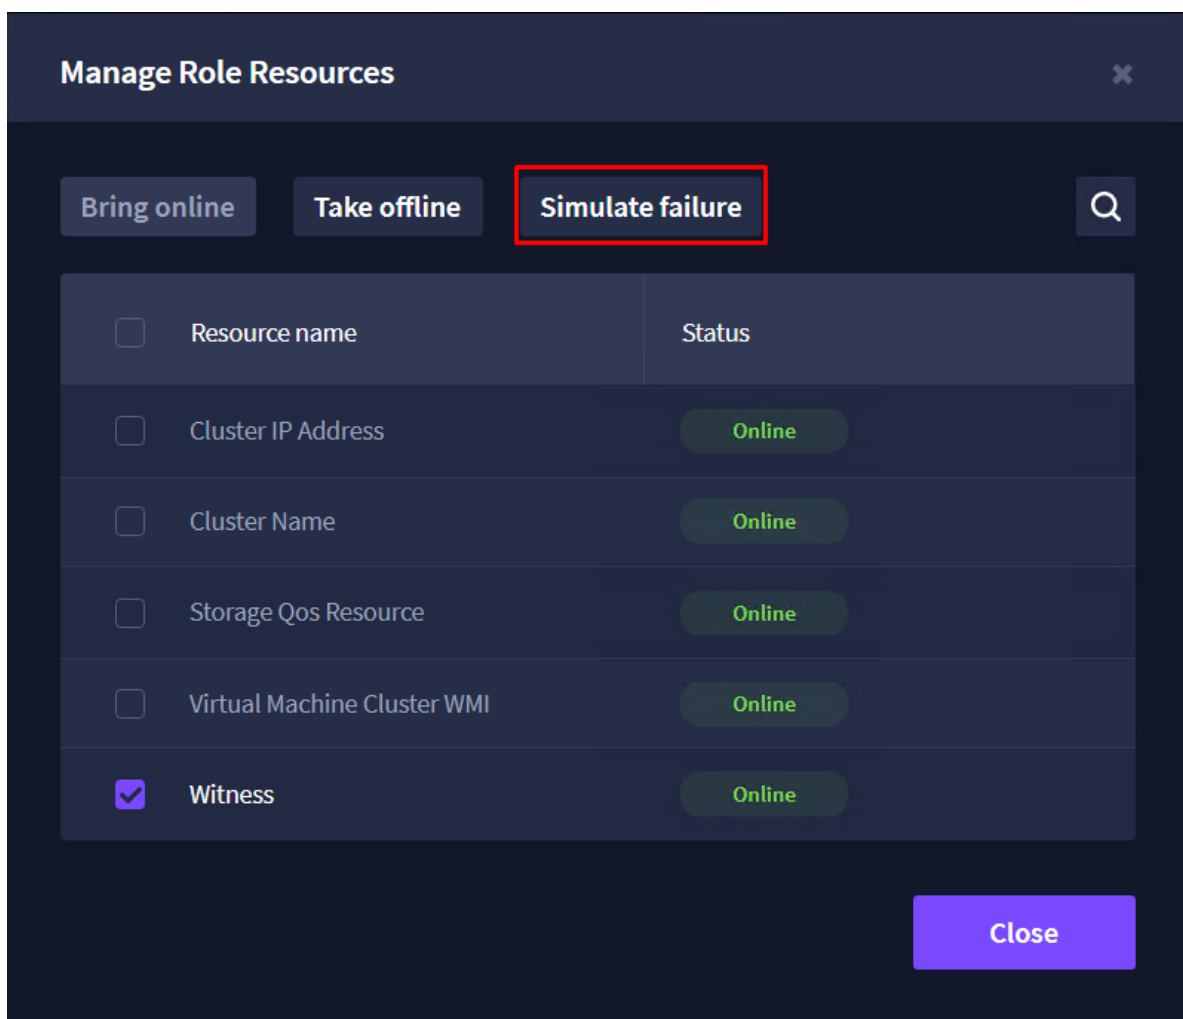 Manage Role Resources
Bring online Take offline Simulate failure
Resource name Status
Cluster IP Address Online
Cluster Name Online
Storage Qos Resource Online
Virtual Machine Cluster WMI Online
Witness Online
Close